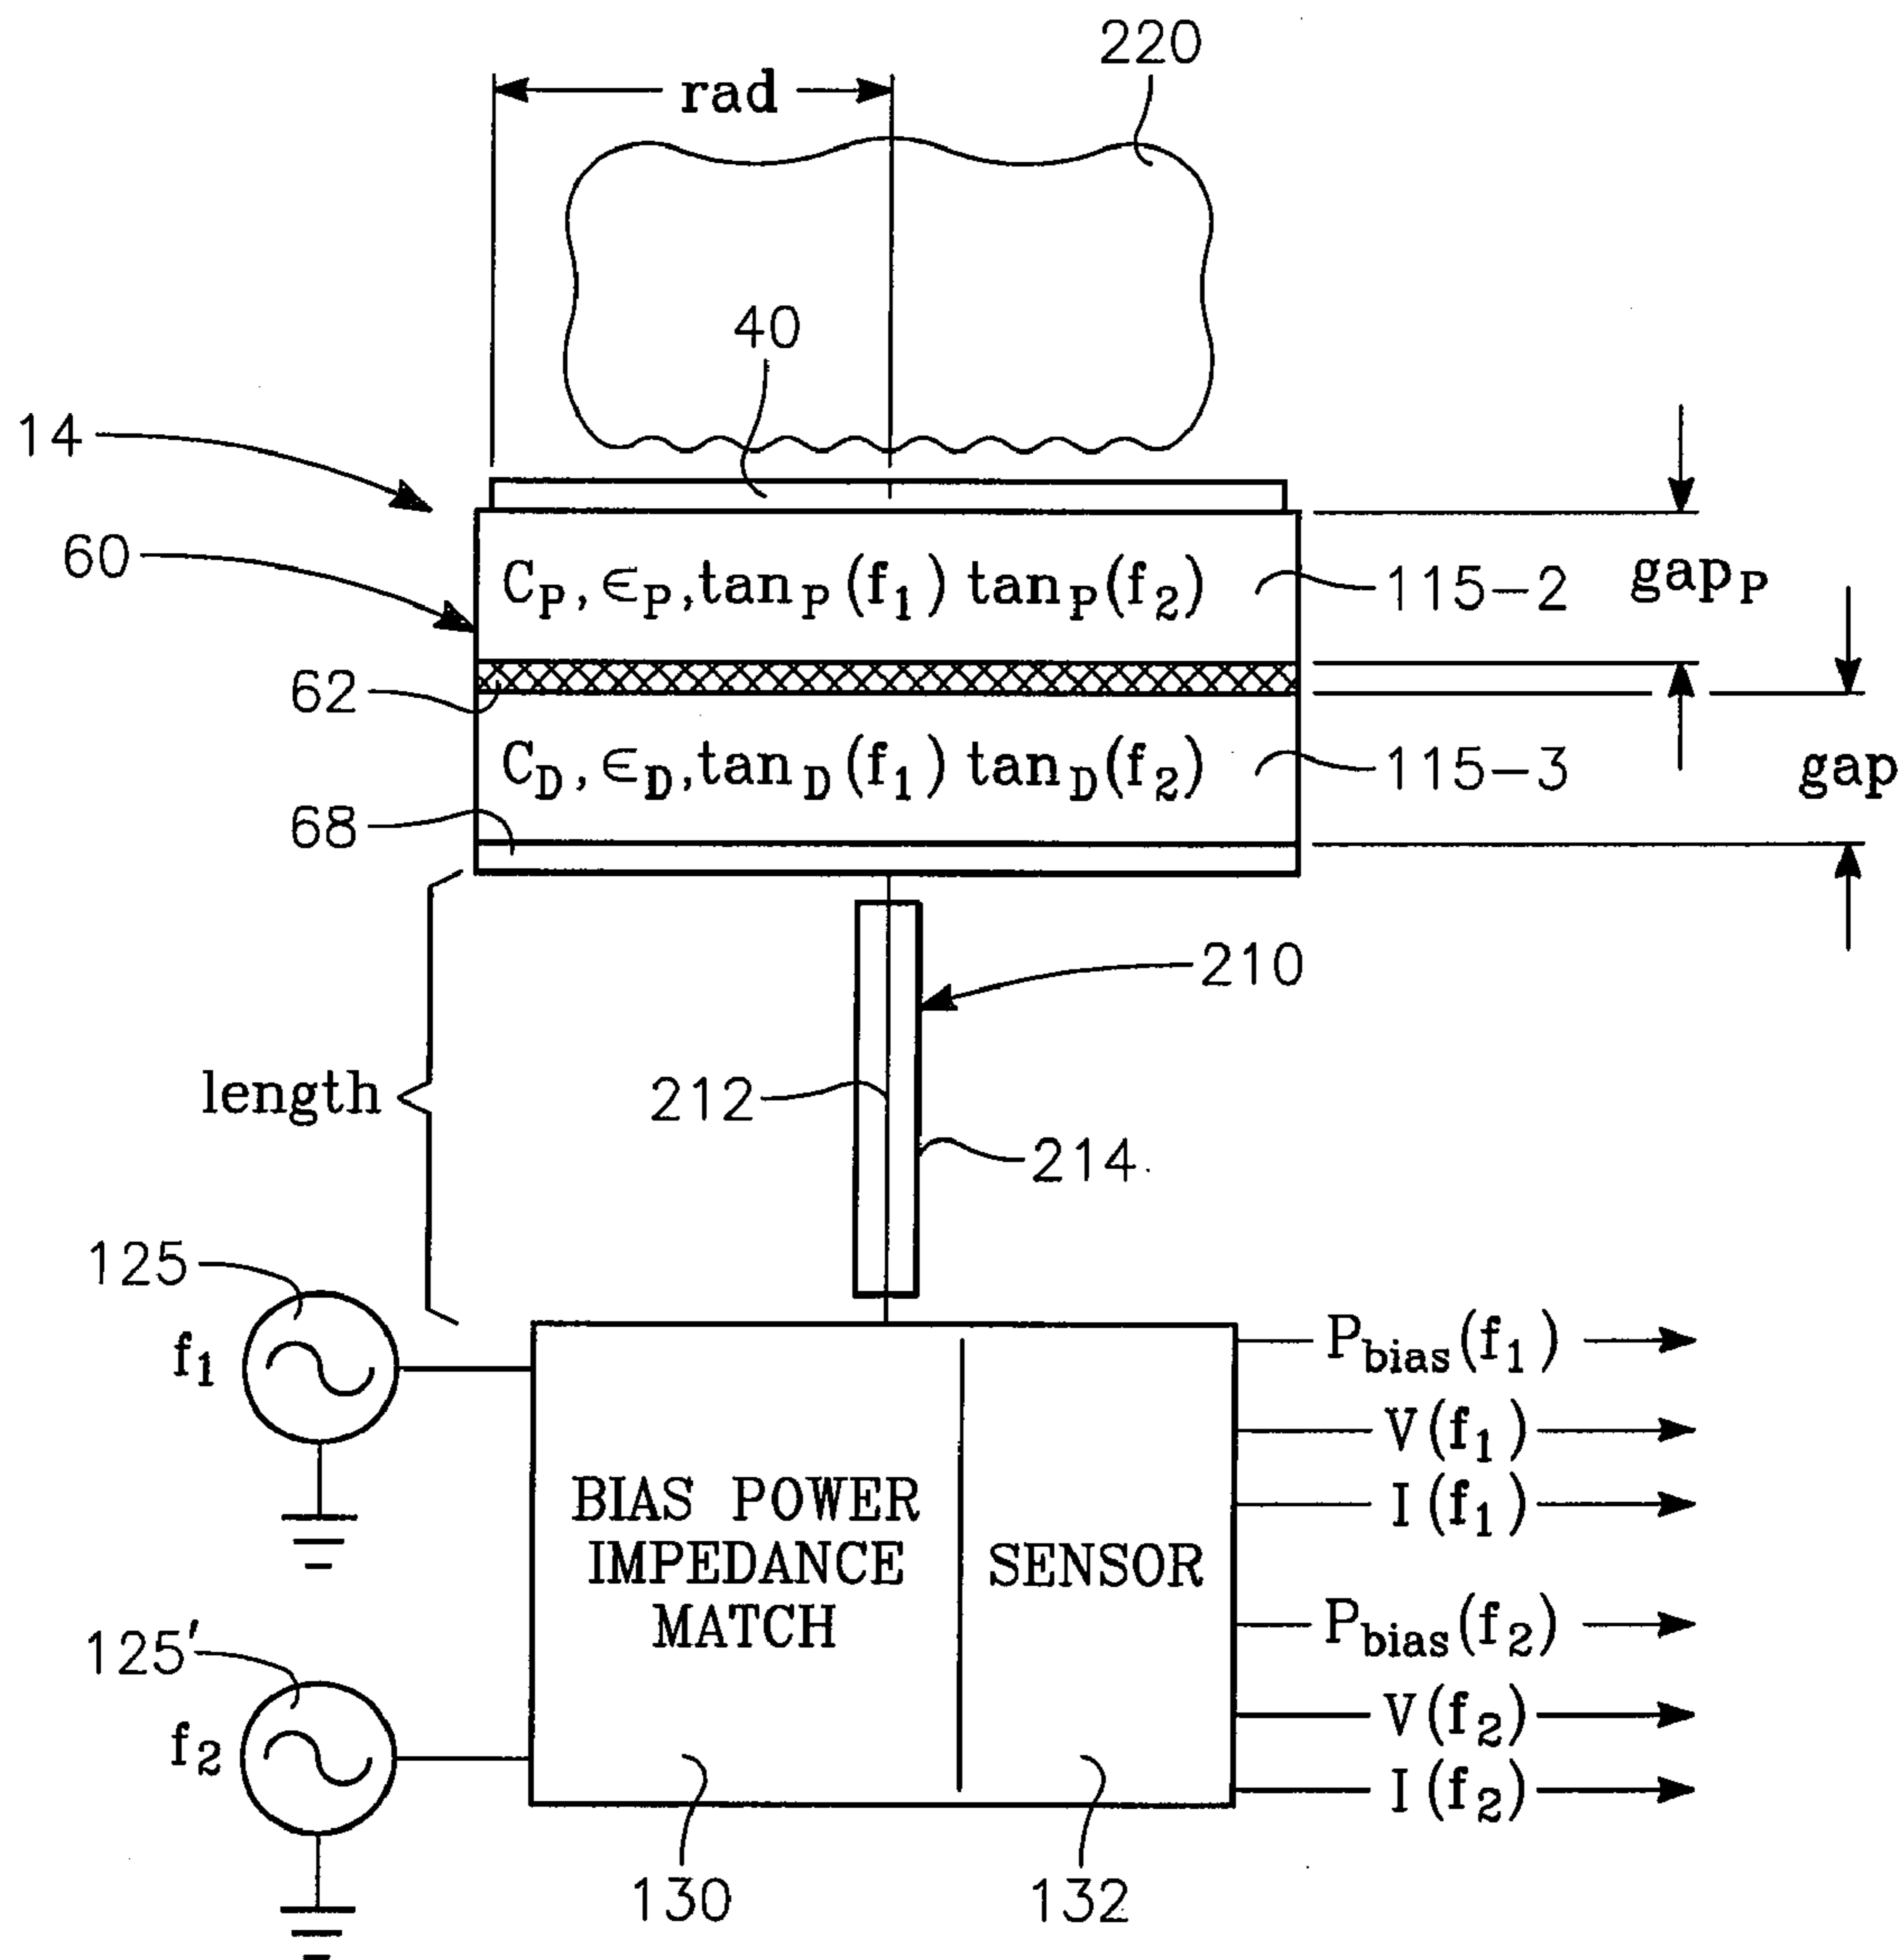 220
rad
40
14
60
C_P, ∈_P, tan_P(f_1) tan_P(f_2)
115-2
gap_P
62
C_D, ∈_D, tan_D(f_1) tan_D(f_2)
115-3
gap
68
210
length
212
214
125
f_1
P_bias(f_1)
V(f_1)
I(f_1)
BIAS POWER
IMPEDANCE
MATCH
SENSOR
125'
f_2
P_bias(f_2)
V(f_2)
I(f_2)
130
132